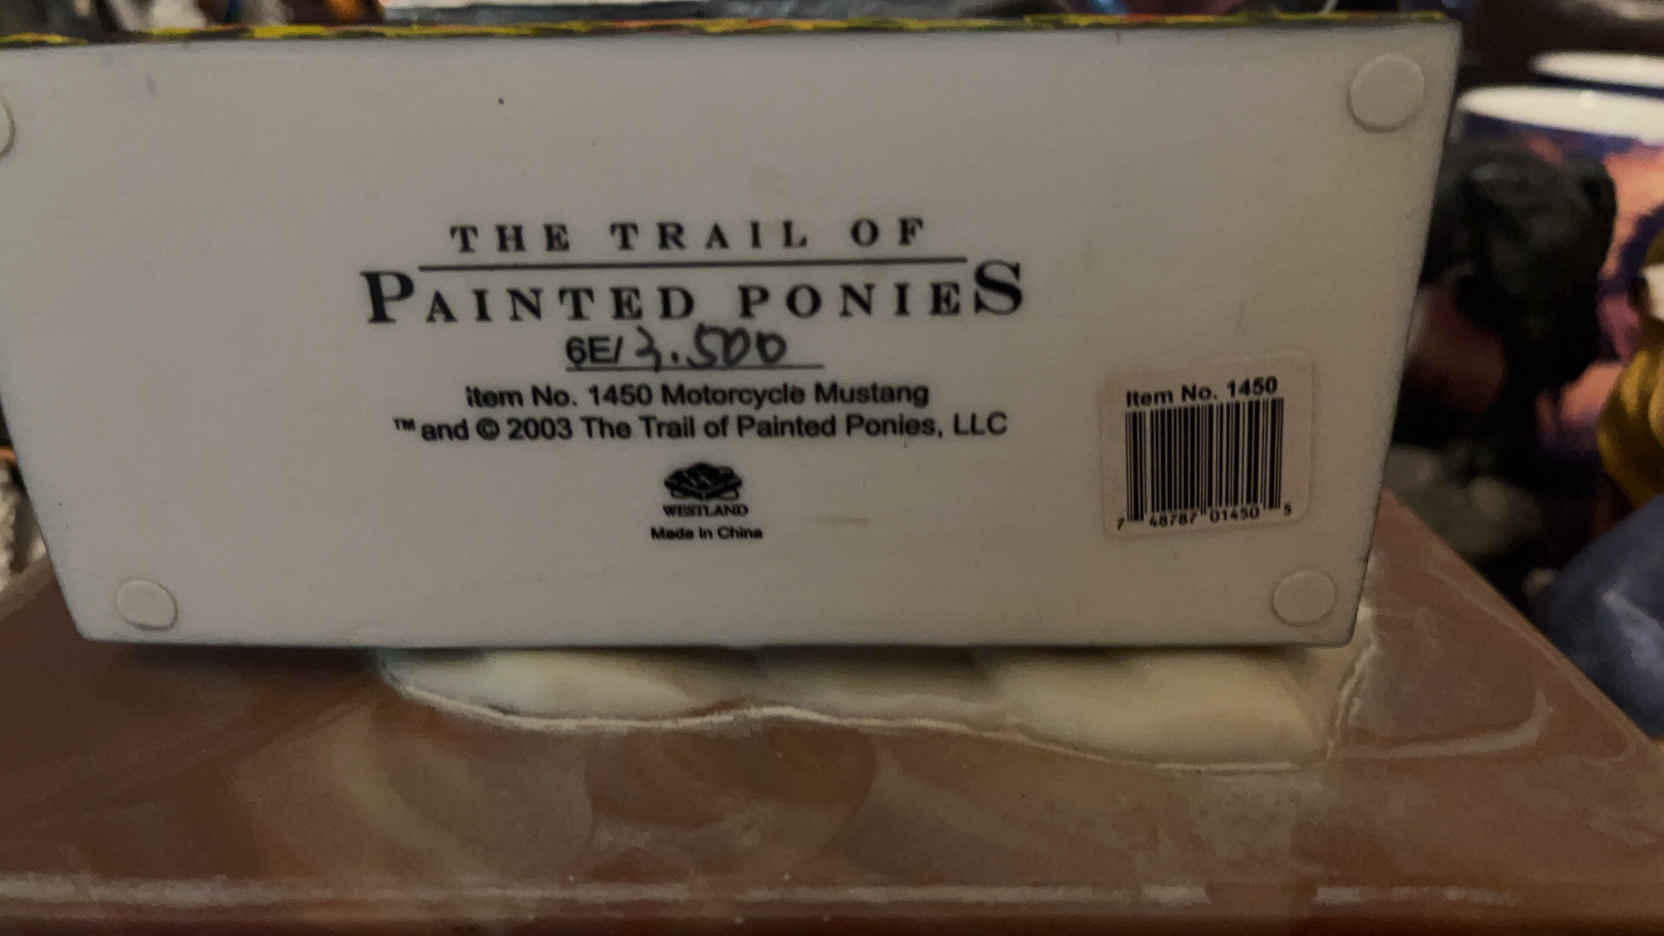 THE TRAIL OF
PAINTED PONIES
6E/3.500
Item No. 1450 Motorcycle Mustang
™ and © 2003 The Trail of Painted Ponies, LLC
WESTLAND
Made in China
Item No. 1450
7 48787 01450 5